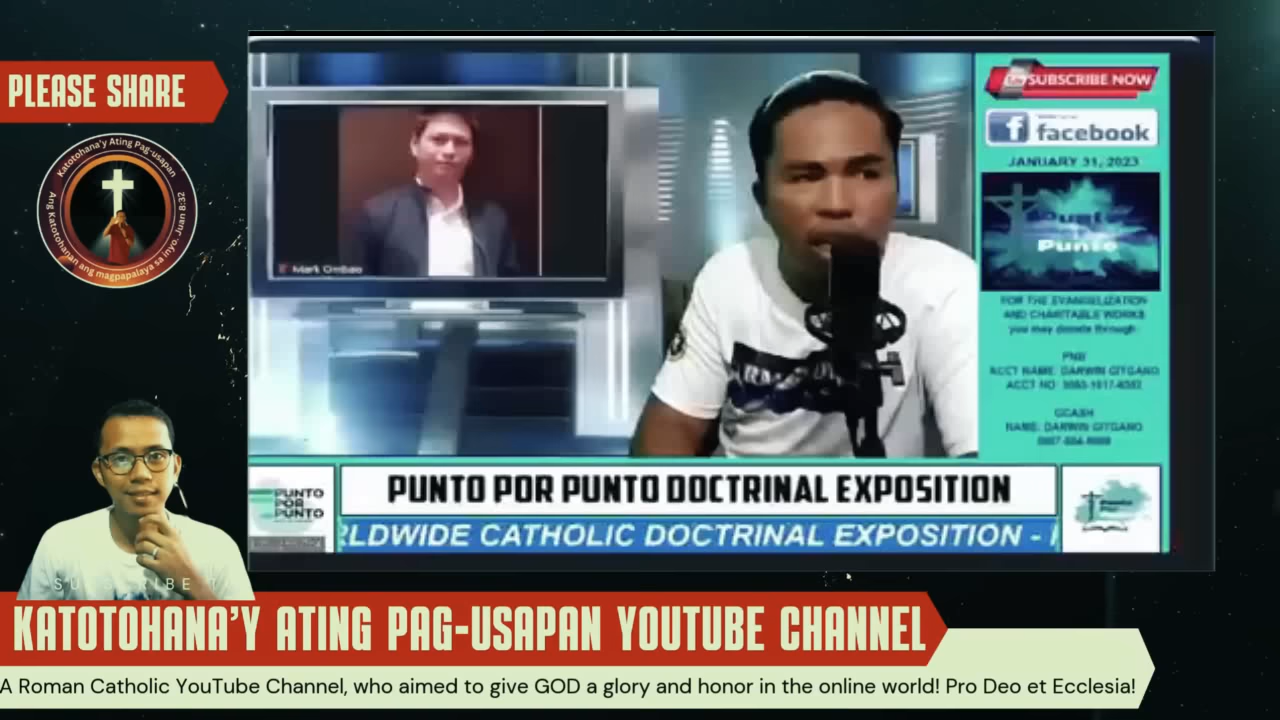 PLEASE SHARE
Katotohana'y Ating Pag-usapan
Ang Katotohanan ang magpapalaya sa inyo. Juan 8:32
Mark Ombao
SUBSCRIBE NOW
facebook
JANUARY 31, 2023
Punto
Punto
FOR THE EVANGELIZATION
AND CHARITABLE WORKS
you may donate through
PNB
ACCT NAME: DARWIN GITGANO
ACCT NO:
GCASH
NAME: DARWIN GITGANO
PUNTO
POR
PUNTO
PUNTO POR PUNTO DOCTRINAL EXPOSITION
RLDWIDE CATHOLIC DOCTRINAL EXPOSITION -
KATOTOHANA'Y ATING PAG-USAPAN YOUTUBE CHANNEL
A Roman Catholic YouTube Channel, who aimed to give GOD a glory and honor in the online world! Pro Deo et Ecclesia!